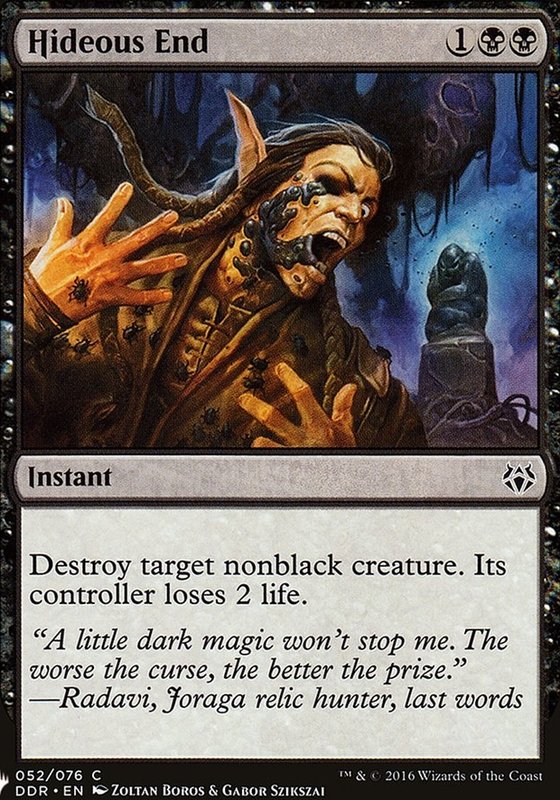 Hideous End 1
Instant
Destroy target nonblack creature. Its
controller loses 2 life.
“A little dark magic won’t stop me. The
worse the curse, the better the prize.”
—Radavi, Joraga relic hunter, last words
052/076 C
DDR • EN Zoltan Boros & Gabor Szikszai
™ & © 2016 Wizards of the Coast